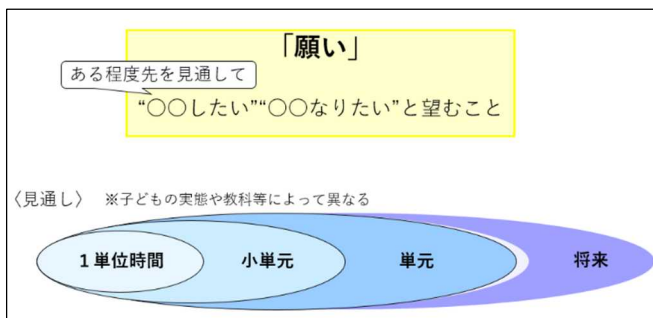 「願い」
ある程度先を見通して
“○○したい”“○○なりたい”と望むこと
〈見通し〉 ※子どもの実態や教科等によって異なる
1単位時間 小単元 単元 将来